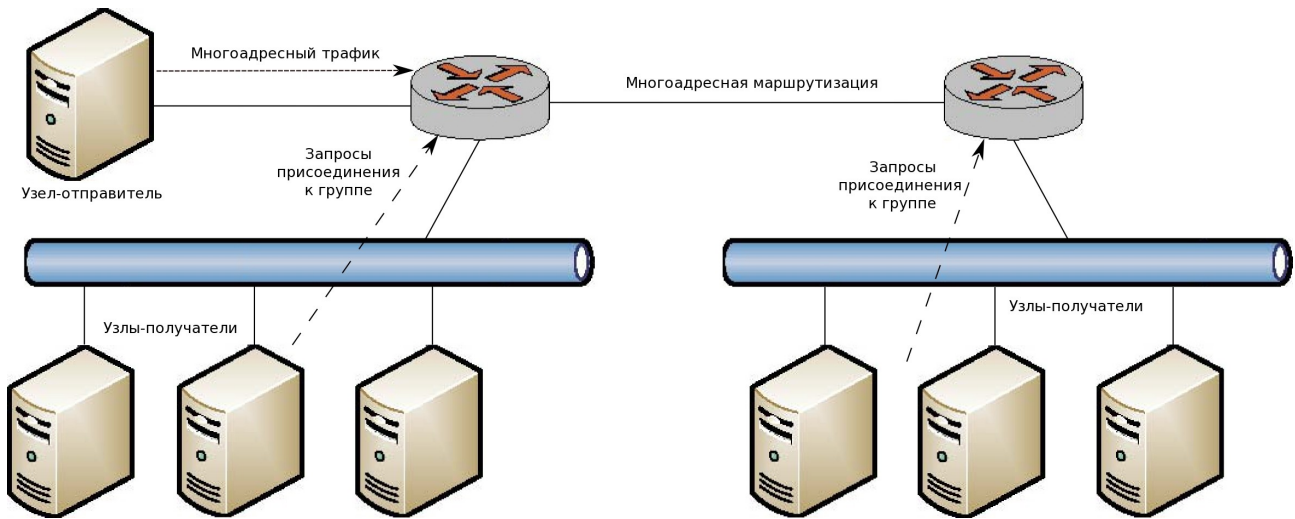 Многоадресный трафик
Многоадресная маршрутизация
Узел-отправитель
Запросы
присоединения
к группе
Запросы
присоединения
к группе
Узлы-получатели
Узлы-получатели